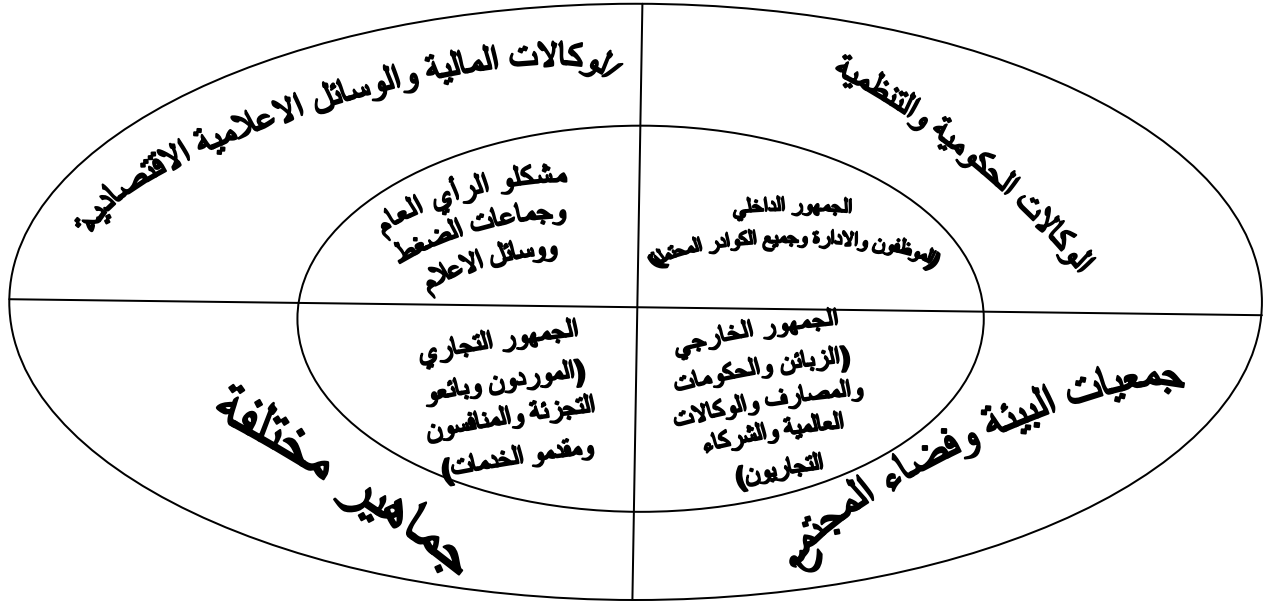 الوكالات الحكومية والتنظمية
الوكالات المالية والوسائل الاعلامية الاقتصادية
الجمهور الداخلي
(الموظفون والادارة وجميع الكوادر المحتملة)
مشكلو الرأي العام
وجماعات الضغط
ووسائل الاعلام
الجمهور الخارجي
(الزبائن والحكومات
والمصارف والوكالات
العالمية والشركاء
التجاريون)
الجمهور التجاري
(الموردون وبائعو
التجزئة والمنافسون
ومقدمو الخدمات)
جمعيات البيئة وفضاء المجتمع
جماهير مختلفة